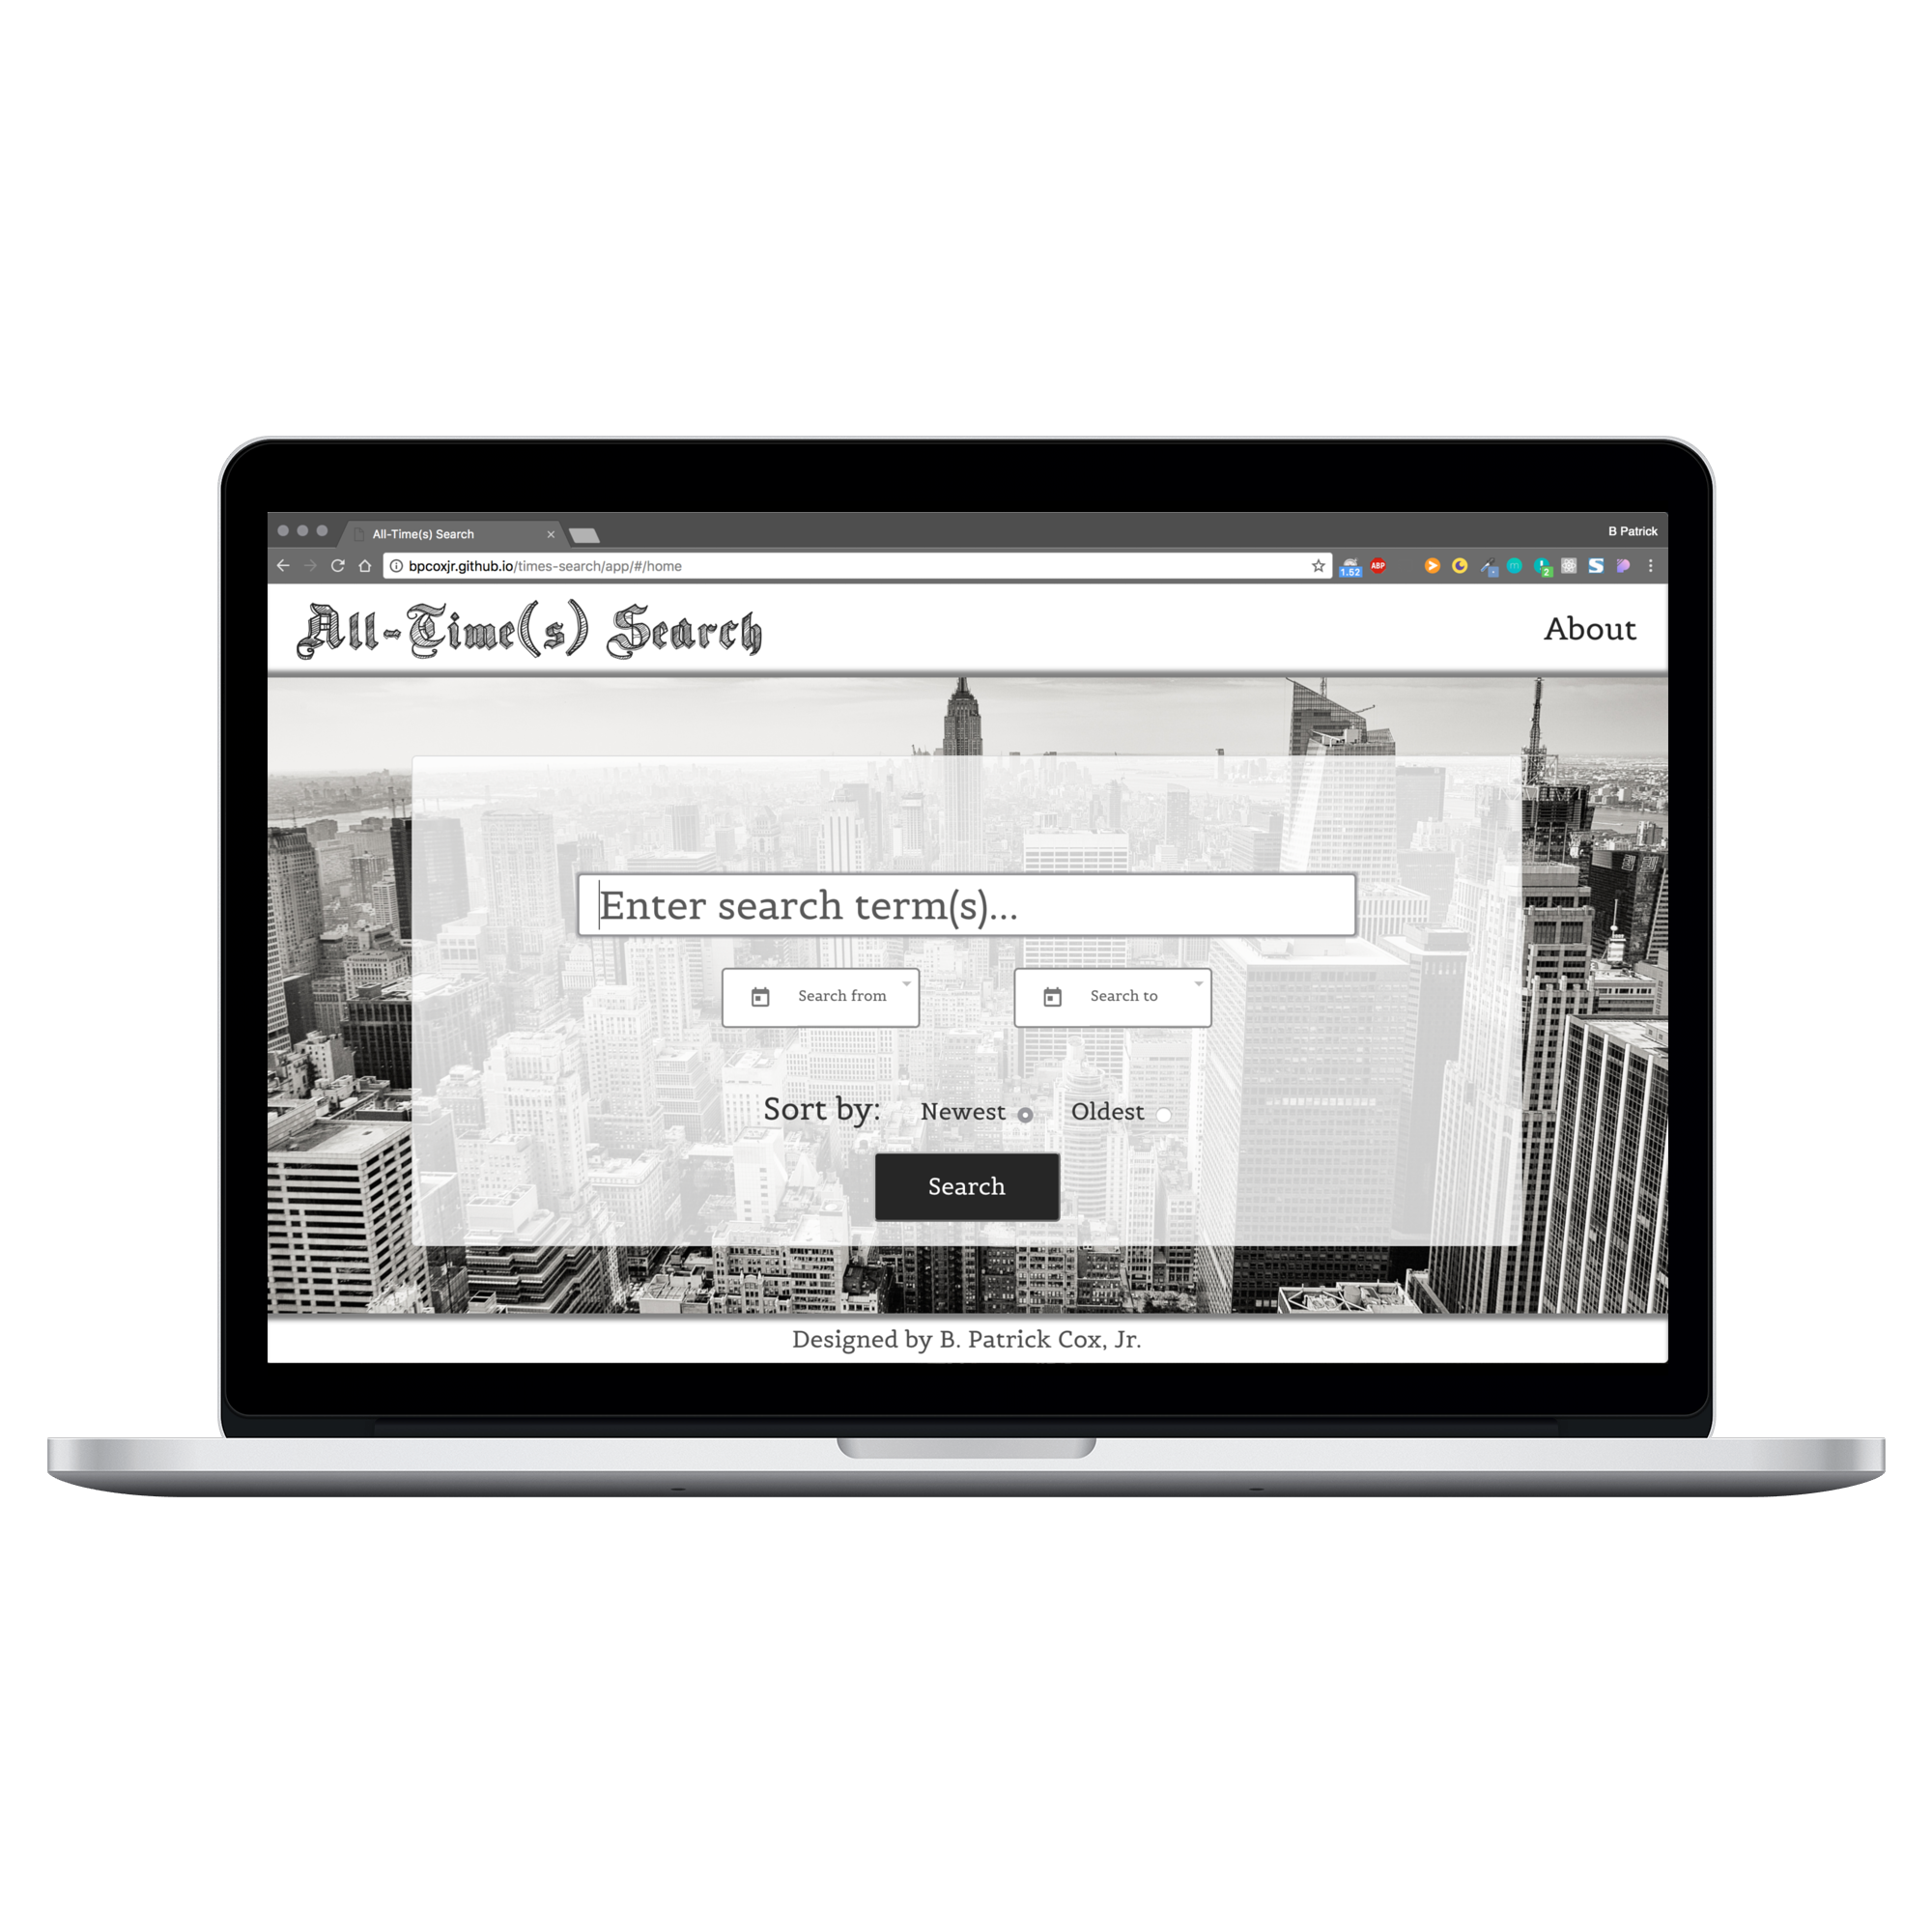 All-Time(s) Search
B Patrick
bpcoxjr.github.io/times-search/app/#/home
1.52
ABP
m
2
S
All-Time(s) Search
About
Enter search term(s)...
Search from
Search to
Sort by: Newest Oldest
Search
Designed by B. Patrick Cox, Jr.